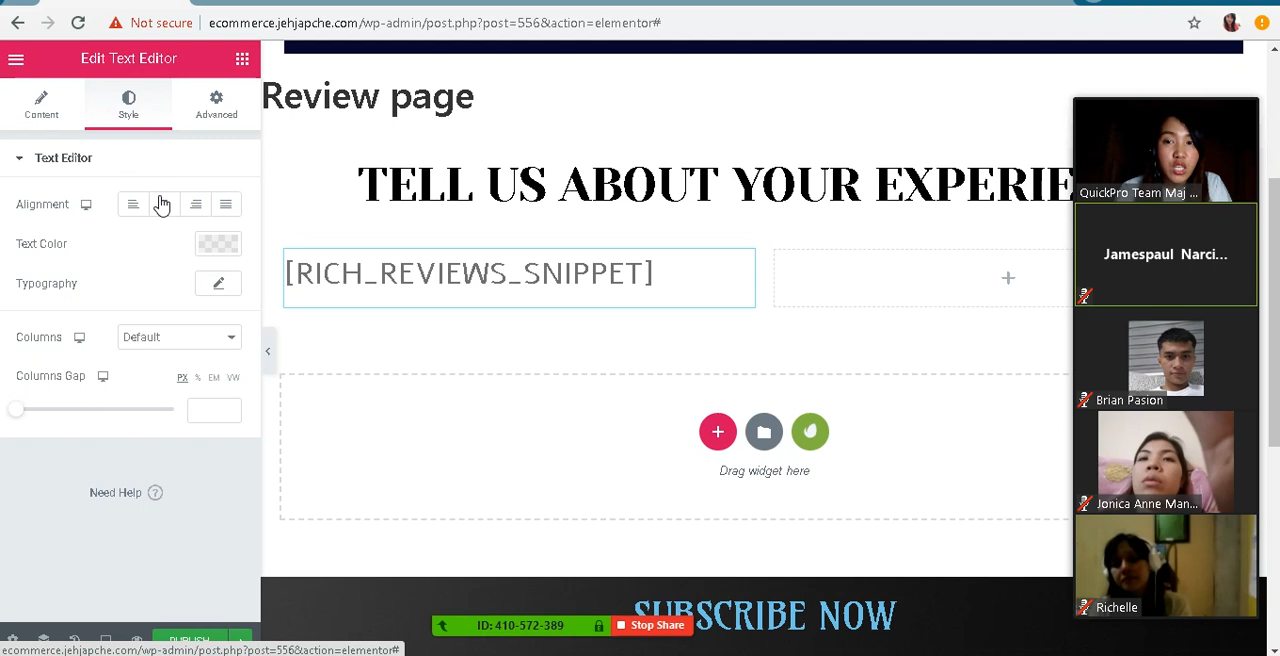 Not secure
ecommerce.jehjapche.com/wp-admin/post.php?post=556&action=elementor#
Edit Text Editor
Content
Style
Advanced
Text Editor
Alignment
Text Color
Typography
Columns
Default
Columns Gap
PX % EM VW
Need Help ?
PUBLISH
Review page
TELL US ABOUT YOUR EXPERIE
[RICH_REVIEWS_SNIPPET]
Drag widget here
SUBSCRIBE NOW
ID: 410-572-389
Stop Share
QuickPro Team Maj ...
Jamespaul Narci...
Brian Pasion
Jonica Anne Man...
Richelle
ecommerce.jehjapche.com/wp-admin/post.php?post=556&action=elementor#